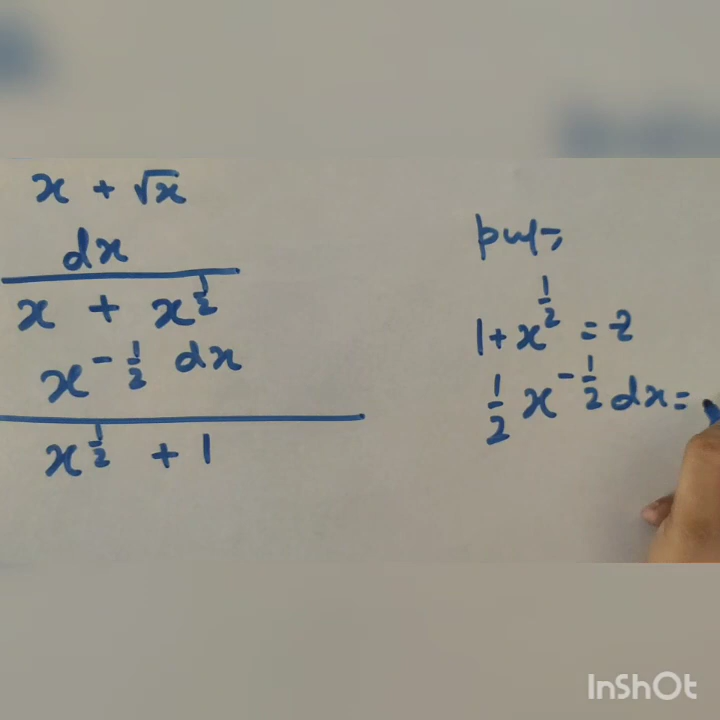 x + √x
dx
x + x^(1/2)
x^(-1/2) dx
x^(1/2) + 1
put,
1 + x^(1/2) = z
1/2 x^(-1/2) dx =
InShOt